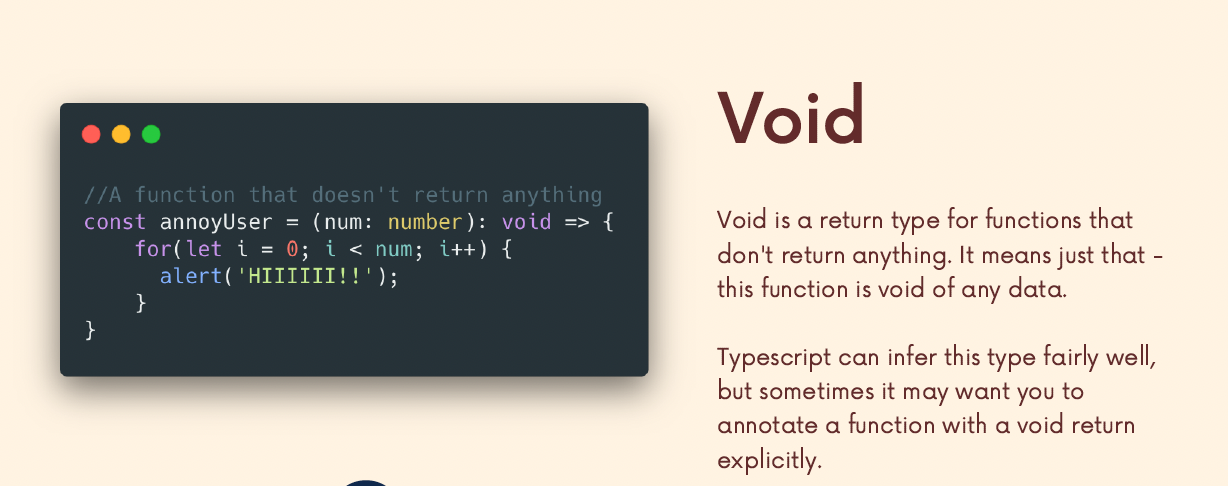 //A function that doesn't return anything
const annoyUser = (num: number): void => {
    for(let i = 0; i < num; i++) {
      alert('HIIIIII!!');
    }
}
Void
Void is a return type for functions that
don't return anything. It means just that -
this function is void of any data.
Typescript can infer this type fairly well,
but sometimes it may want you to
annotate a function with a void return
explicitly.